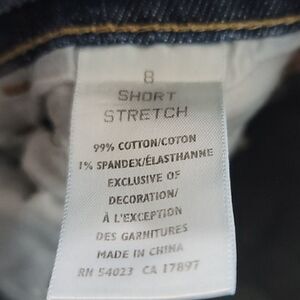 8
SHORT
STRETCH
99% COTTON/COTON
1% SPANDEX/ÉLASTHANNE
EXCLUSIVE OF
DECORATION/
À L'EXCEPTION
DES GARNITURES
MADE IN CHINA
RN 54023 CA 17897